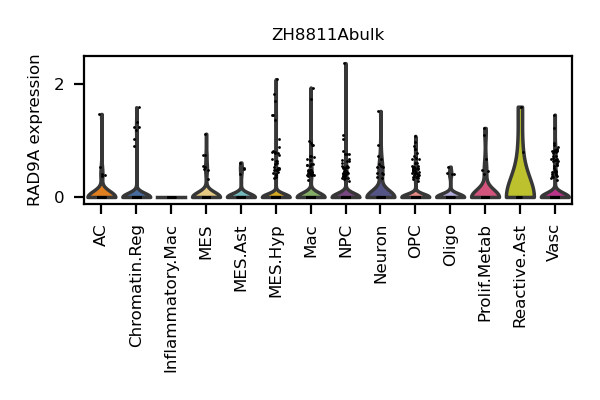 ZH8811Abulk
RAD9A expression
2
0
AC
Chromatin.Reg
Inflammatory.Mac
MES
MES.Ast
MES.Hyp
Mac
NPC
Neuron
OPC
Oligo
Prolif.Metab
Reactive.Ast
Vasc